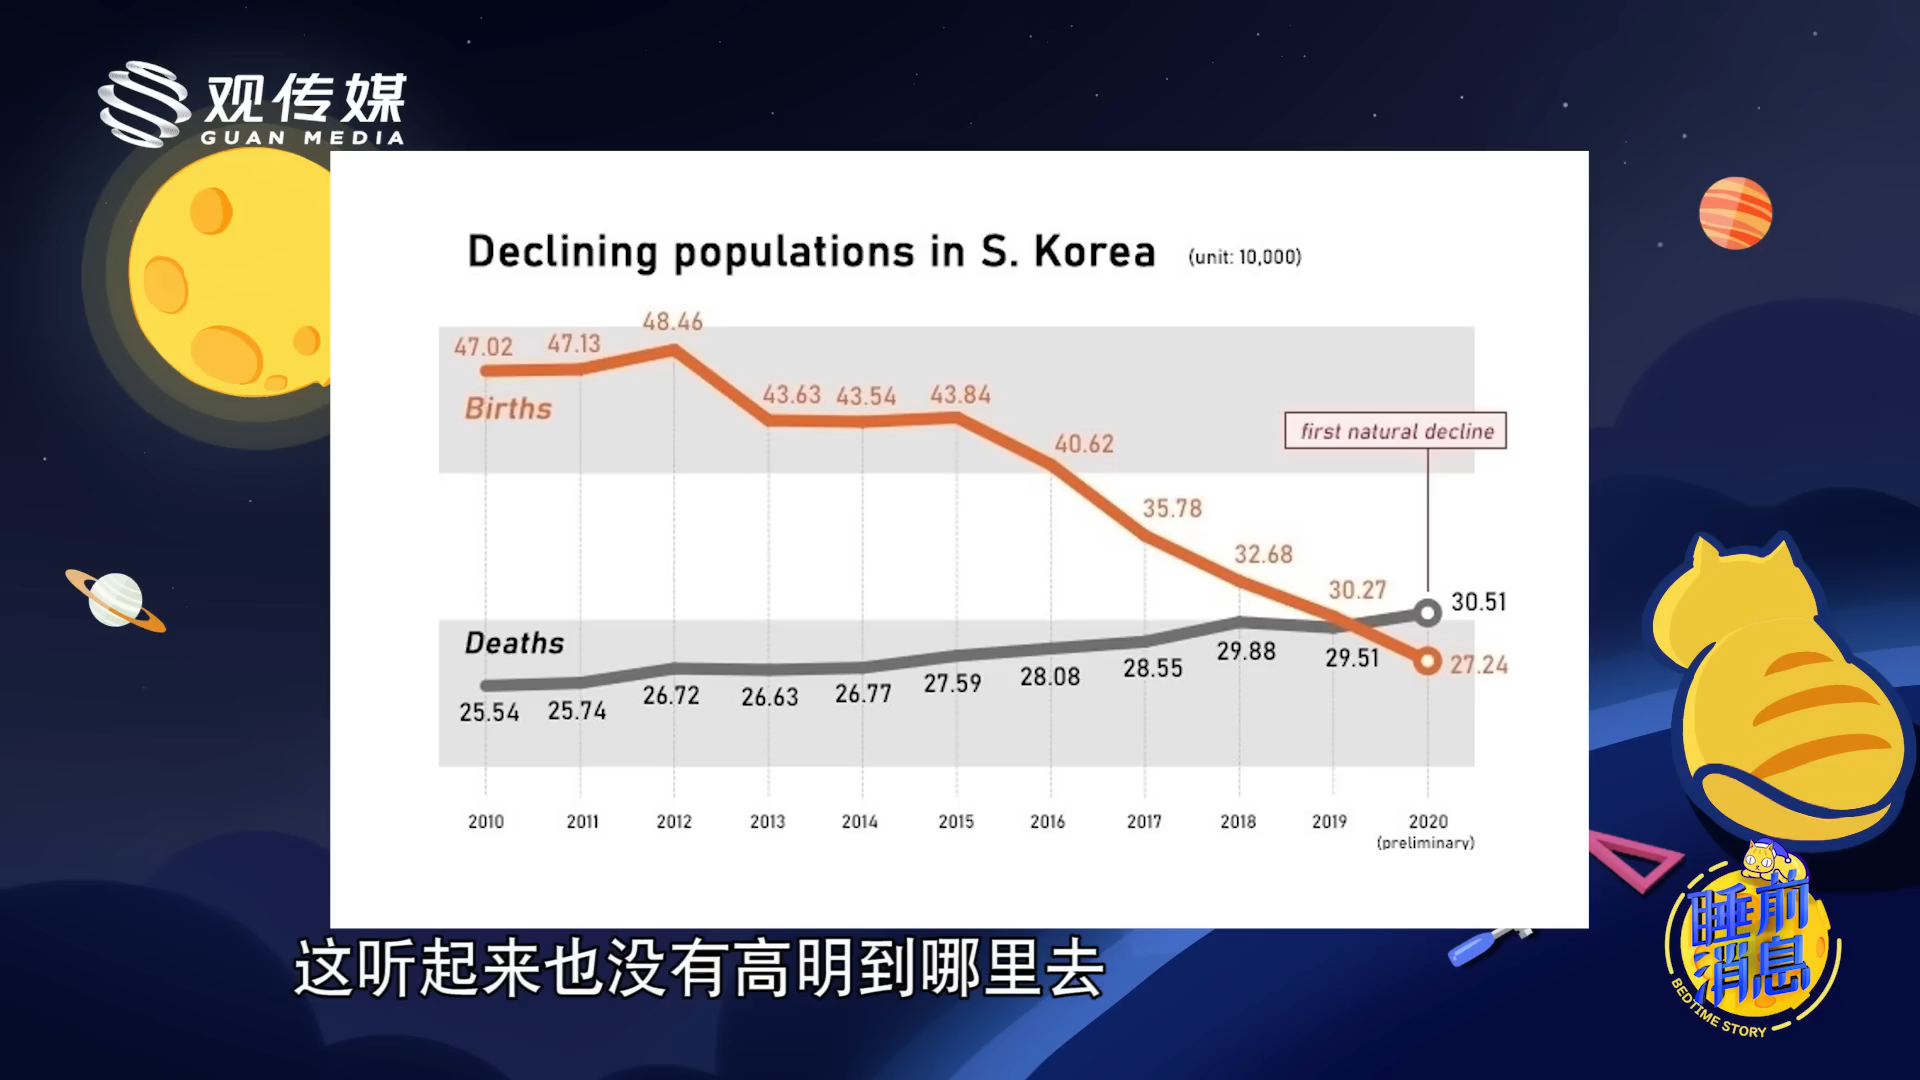 观传媒
GUAN MEDIA
Declining populations in S. Korea (unit: 10,000)
48.46
47.02 47.13
43.63 43.54 43.84
Births
first natural decline
40.62
35.78
32.68
30.27
30.51
Deaths
27.24
29.88 29.51
28.55
28.08
27.59
26.72 26.63 26.77
25.54 25.74
2010 2011 2012 2013 2014 2015 2016 2017 2018 2019 2020
(preliminary)
这听起来也没有高明到哪里去
睡前
消息
BEDTIME STORY